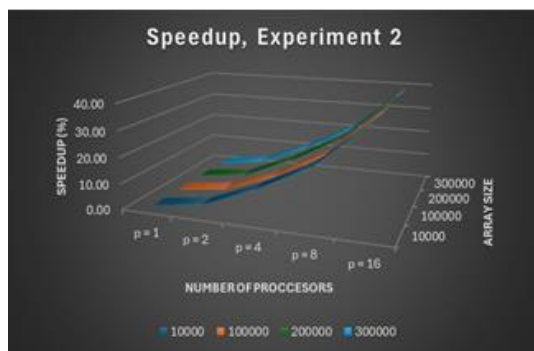 Speedup, Experiment 2
SPEEDUP (%)
40.00
30.00
20.00
10.00
0.00
p = 1
p = 2
p = 4
p = 8
p = 16
NUMBER OF PROCCESORS
300000
200000
100000
10000
ARRAY SIZE
10000 100000 200000 300000